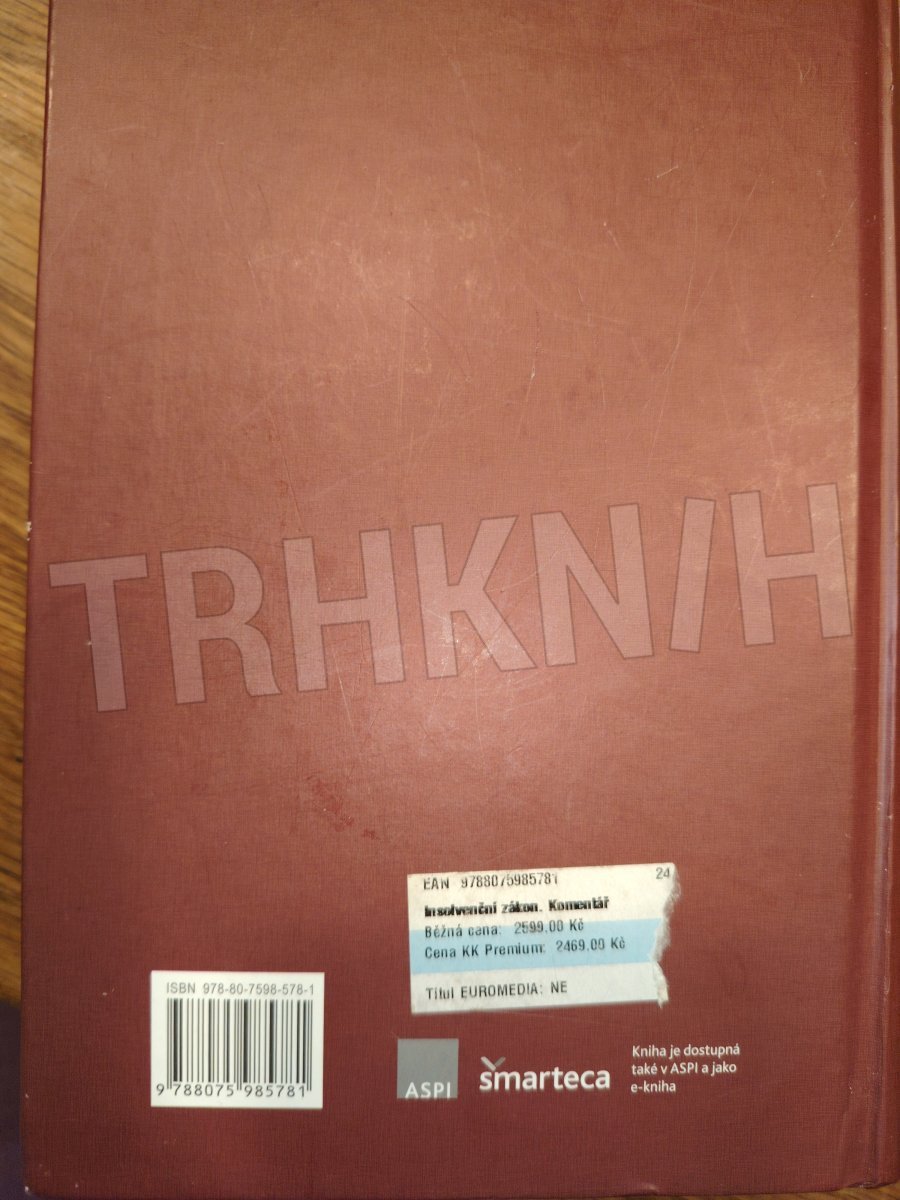 TRHKNIH
EAN 9788075985781
24
Insolvenční zákon. Komentář
Běžná cena: 2599.00 Kč
Cena KK Premium: 2469.00 Kč
Titul EUROMEDIA: NE
ISBN 978-80-7598-578-1
9 788075 985781
ASPI
šmarteca
Kniha je dostupná
také v ASPI a jako
e-kniha